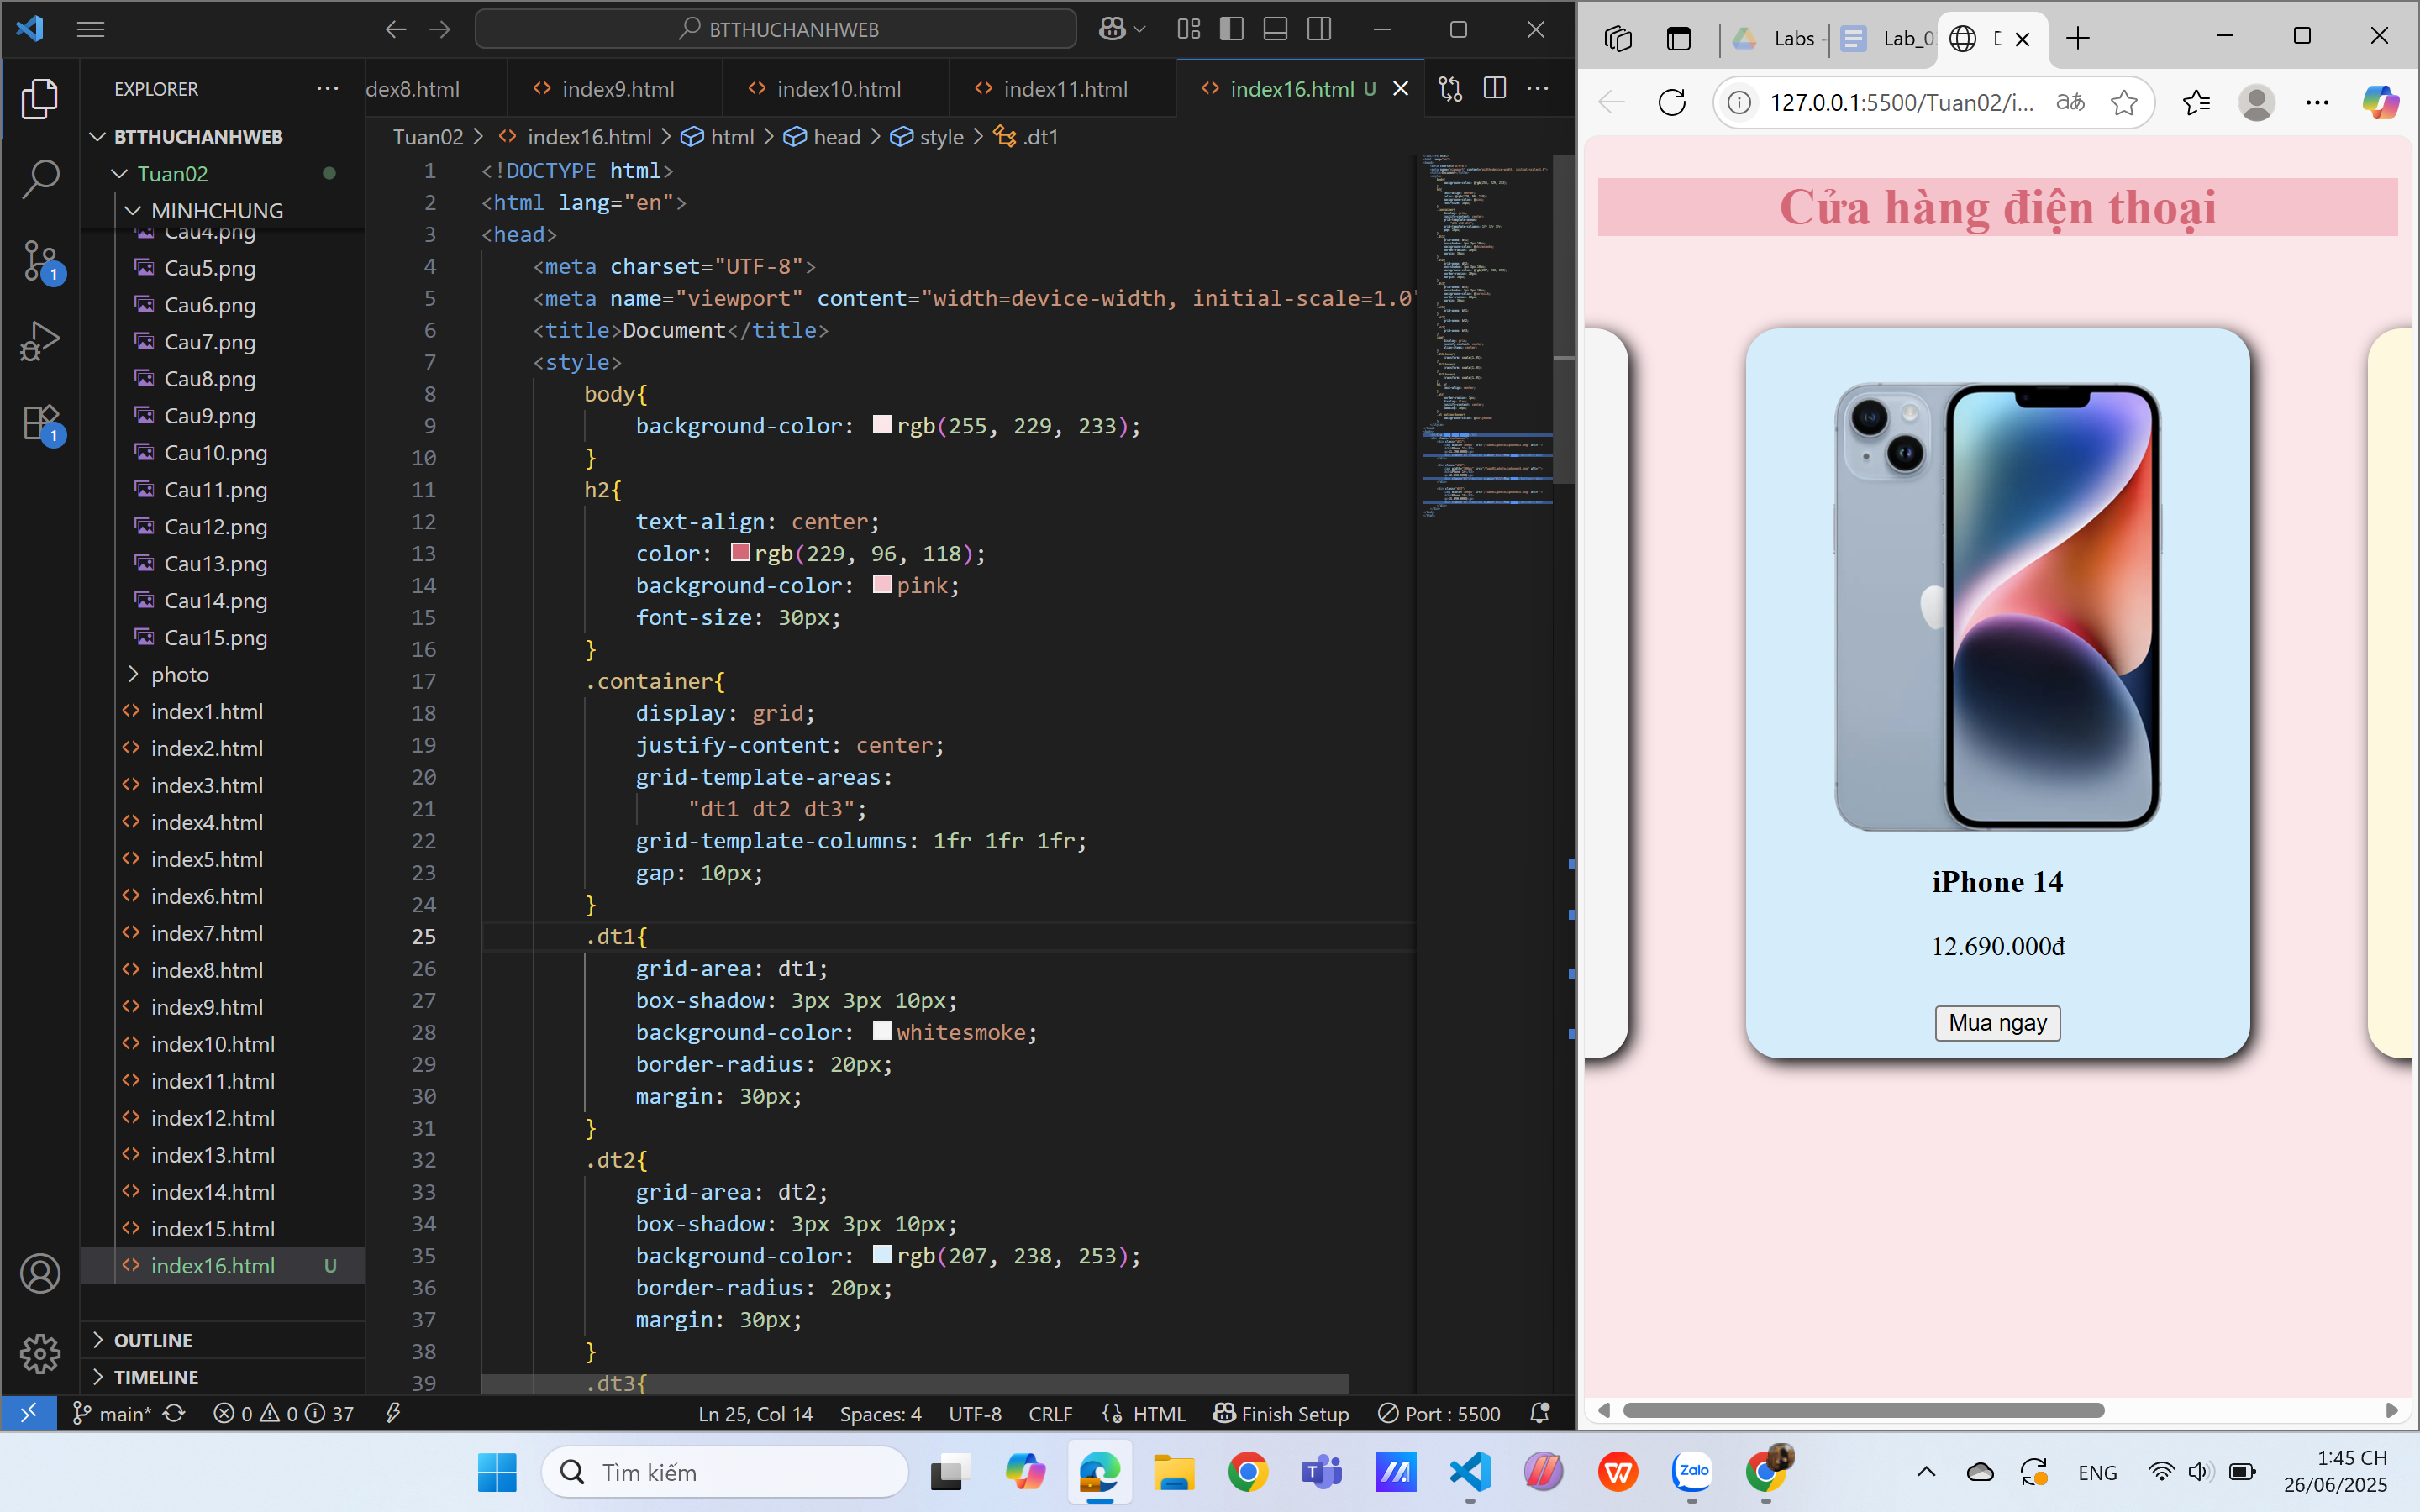 BTTHUCHANHWEB
EXPLORER
BTTHUCHANHWEB
Tuan02
MINHCHUNG
Cau4.png
Cau5.png
Cau6.png
Cau7.png
Cau8.png
Cau9.png
Cau10.png
Cau11.png
Cau12.png
Cau13.png
Cau14.png
Cau15.png
photo
index1.html
index2.html
index3.html
index4.html
index5.html
index6.html
index7.html
index8.html
index9.html
index10.html
index11.html
index12.html
index13.html
index14.html
index15.html
index16.html U
OUTLINE
TIMELINE
dex8.html index9.html index10.html index11.html index16.html U
Tuan02 > index16.html > html > head > style > .dt1
1 <!DOCTYPE html>
2 <html lang="en">
3 <head>
4 <meta charset="UTF-8">
5 <meta name="viewport" content="width=device-width, initial-scale=1.0"
6 <title>Document</title>
7 <style>
8 body{
9 background-color: rgb(255, 229, 233);
10 }
11 h2{
12 text-align: center;
13 color: rgb(229, 96, 118);
14 background-color: pink;
15 font-size: 30px;
16 }
17 .container{
18 display: grid;
19 justify-content: center;
20 grid-template-areas:
21 "dt1 dt2 dt3";
22 grid-template-columns: 1fr 1fr 1fr;
23 gap: 10px;
24 }
25 .dt1{
26 grid-area: dt1;
27 box-shadow: 3px 3px 10px;
28 background-color: whitesmoke;
29 border-radius: 20px;
30 margin: 30px;
31 }
32 .dt2{
33 grid-area: dt2;
34 box-shadow: 3px 3px 10px;
35 background-color: rgb(207, 238, 253);
36 border-radius: 20px;
37 margin: 30px;
38 }
39 .dt3{
main* 0 0 37 Ln 25, Col 14 Spaces: 4 UTF-8 CRLF HTML Finish Setup Port : 5500
1
1
Labs - Lab_0
127.0.0.1:5500/Tuan02/i...
Cửa hàng điện thoại
iPhone 14
12.690.000đ
Mua ngay
Tìm kiếm
Zalo
ENG
1:45 CH
26/06/2025